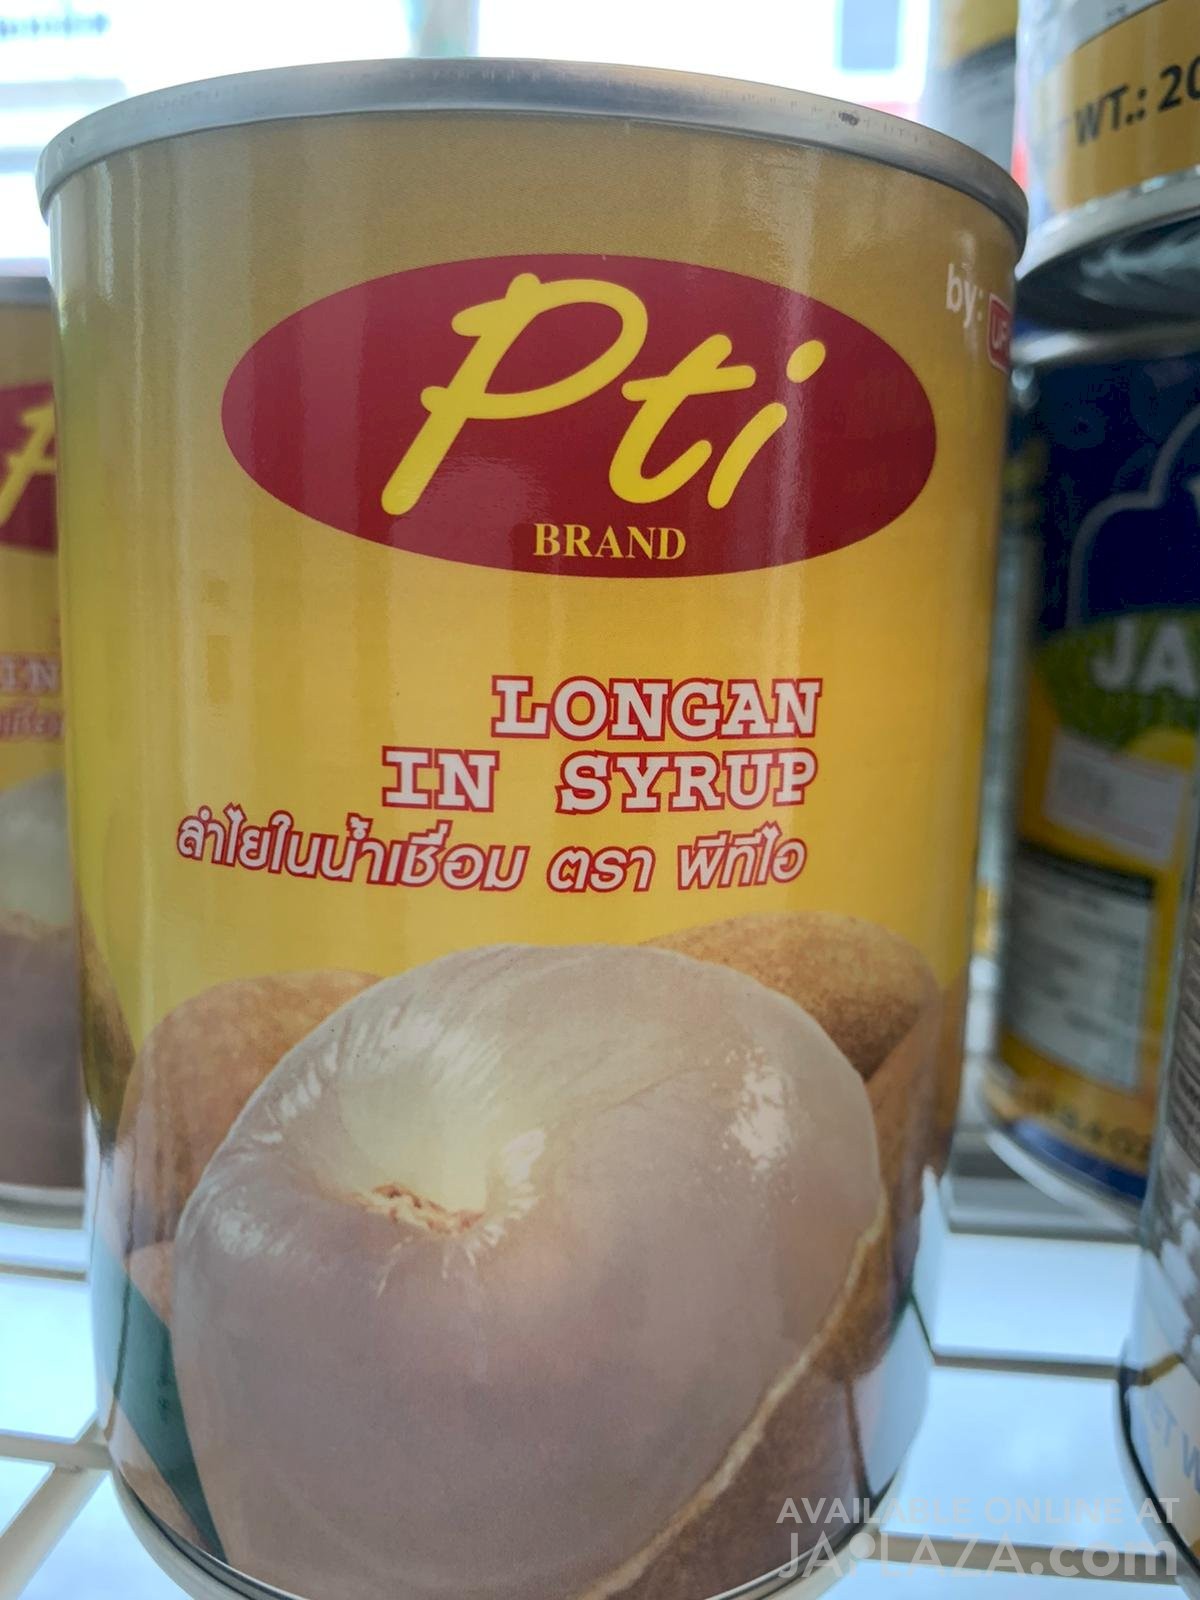 Pti
BRAND
by:
LONGAN
IN SYRUP
ลำไยในน้ำเชื่อม ตรา พีทีไอ
WT.: 20
JA
AVAILABLE ONLINE AT
JAPLAZA.com